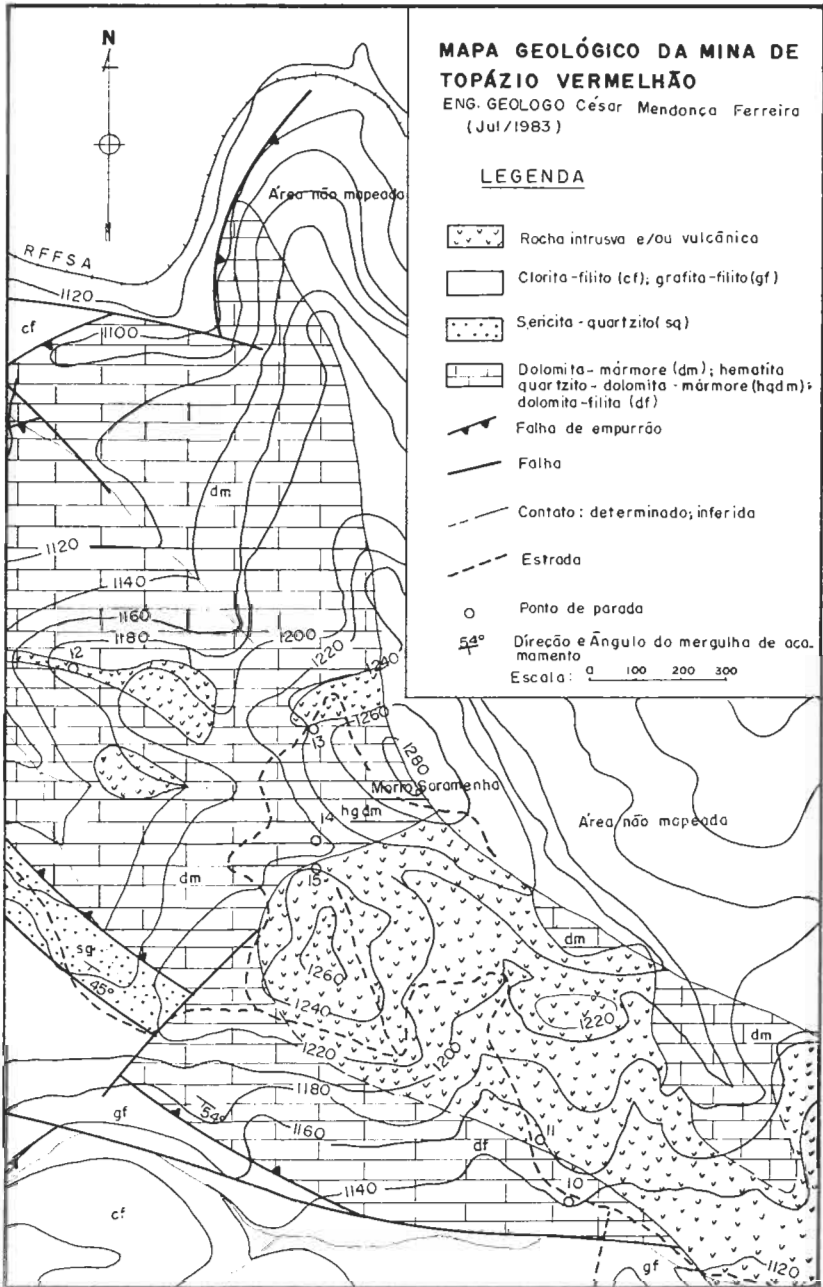 MAPA GEOLÓGICO DA MINA DE
TOPÁZIO VERMELHÃO
ENG. GEOLOGO César Mendonça Ferreira
(Jul/1983)
LEGENDA
Rocha intrusva e/ou vulcânica
Clorita-filito (cf); grafita-filito (gf)
Sericita-quartzito (sq)
Dolomita-mármore (dm); hematita
quartzito-dolomita-mármore (hqdm);
dolomita-filita (df)
Falha de empurrão
Falha
Contato: determinado; inferida
Estrada
Ponto de parada
54° Direção e Ângulo do mergulha de aca-
mamento
Escala: 0 100 200 300
N
Área não mapeada
RFFSA
1120
cf
1100
dm
1120
1140
1160
1180
1200
1220
1240
12
1260
13
1280
Morro Saramenha
hgdm
14
Área não mapeada
15
dm
sg
45°
dm
1260
1240
1220
1200
1220
dm
1180
54°
gf
1160
11
df
10
1140
cf
gf
1120